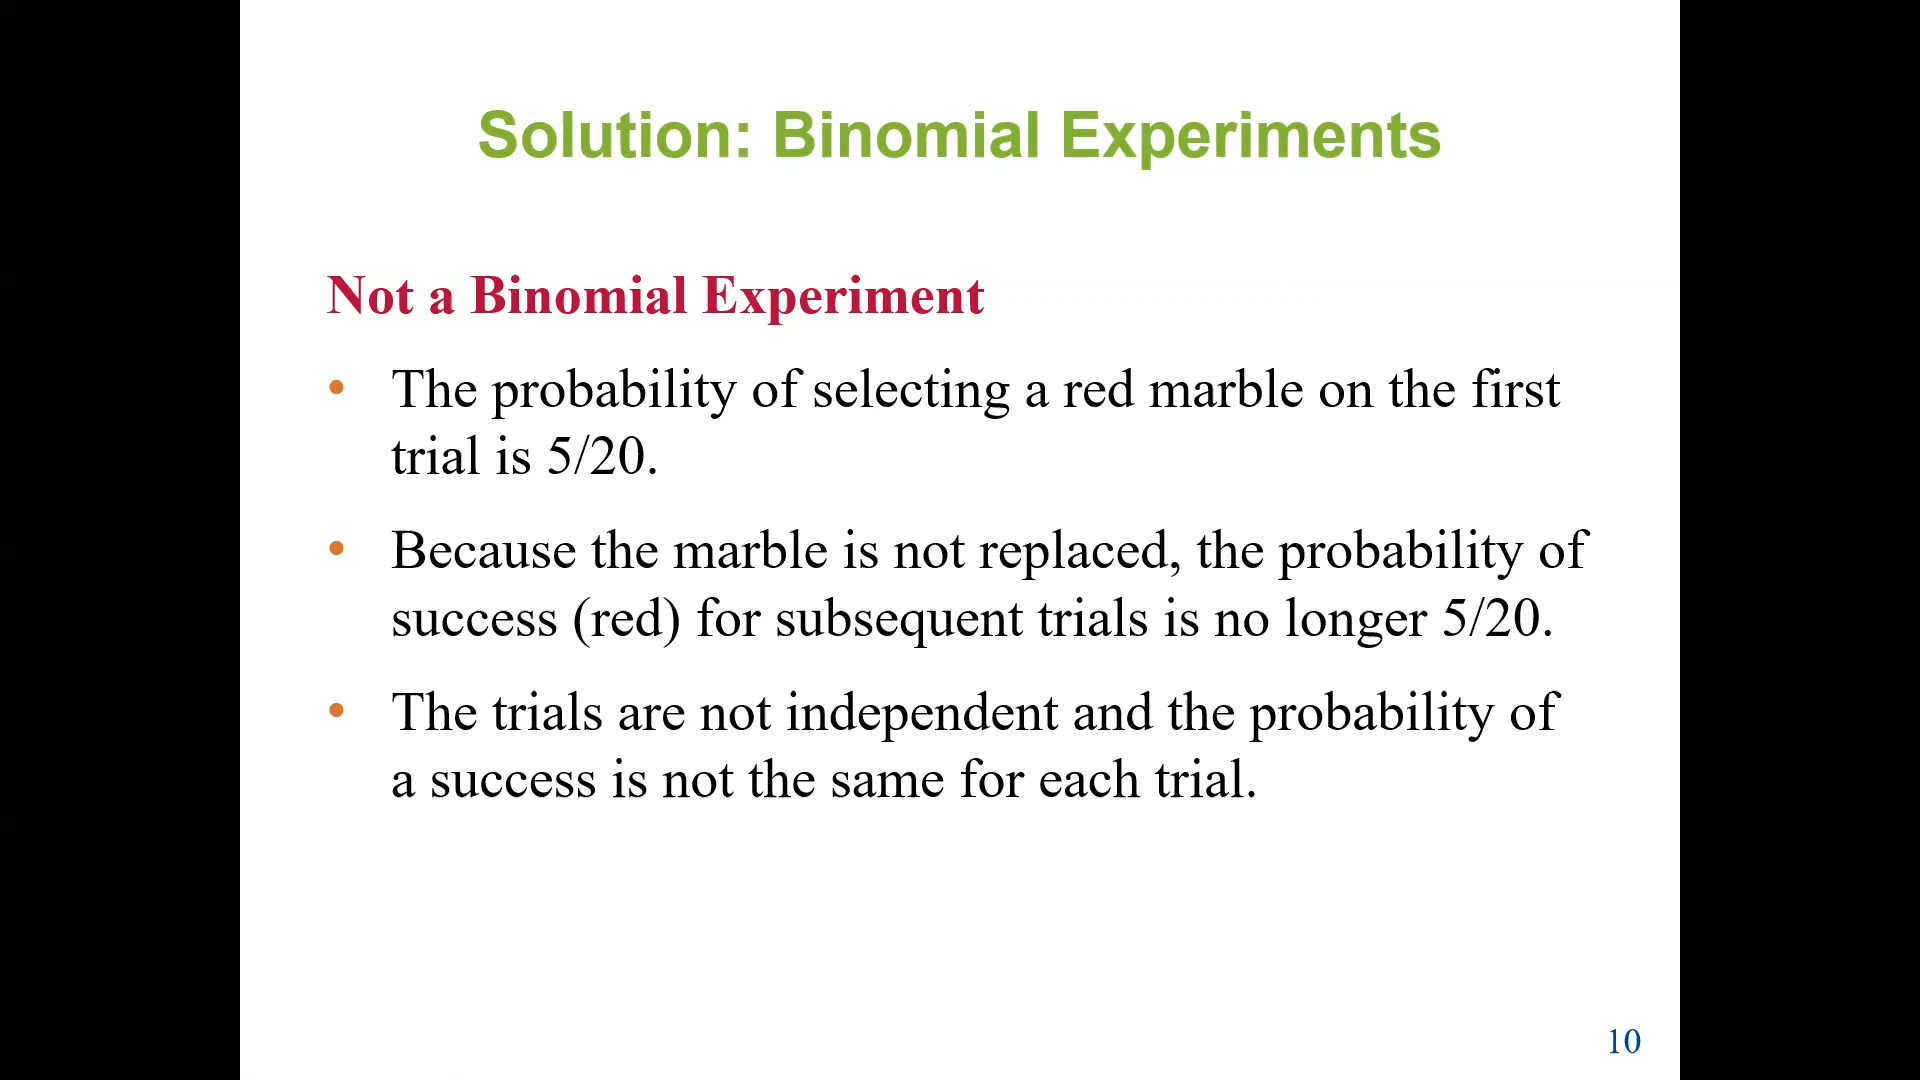 Solution: Binomial Experiments
Not a Binomial Experiment
• The probability of selecting a red marble on the first
trial is 5/20.
• Because the marble is not replaced, the probability of
success (red) for subsequent trials is no longer 5/20.
• The trials are not independent and the probability of
a success is not the same for each trial.
10